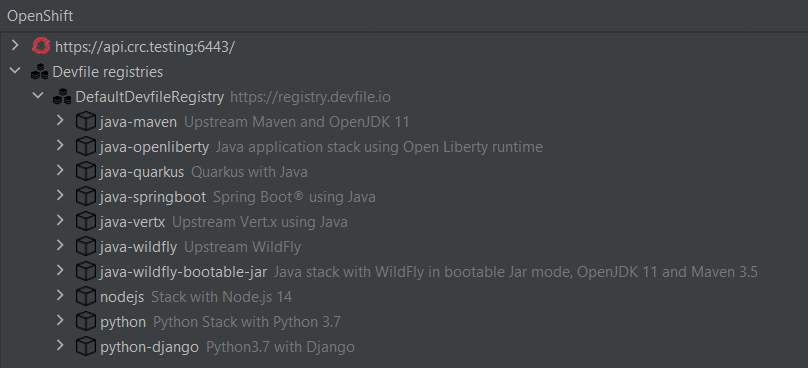 OpenShift
https://api.crc.testing:6443/
Devfile registries
DefaultDevfileRegistry https://registry.devfile.io
java-maven Upstream Maven and OpenJDK 11
java-openliberty Java application stack using Open Liberty runtime
java-quarkus Quarkus with Java
java-springboot Spring Boot® using Java
java-vertx Upstream Vert.x using Java
java-wildfly Upstream WildFly
java-wildfly-bootable-jar Java stack with WildFly in bootable Jar mode, OpenJDK 11 and Maven 3.5
nodejs Stack with Node.js 14
python Python Stack with Python 3.7
python-django Python3.7 with Django